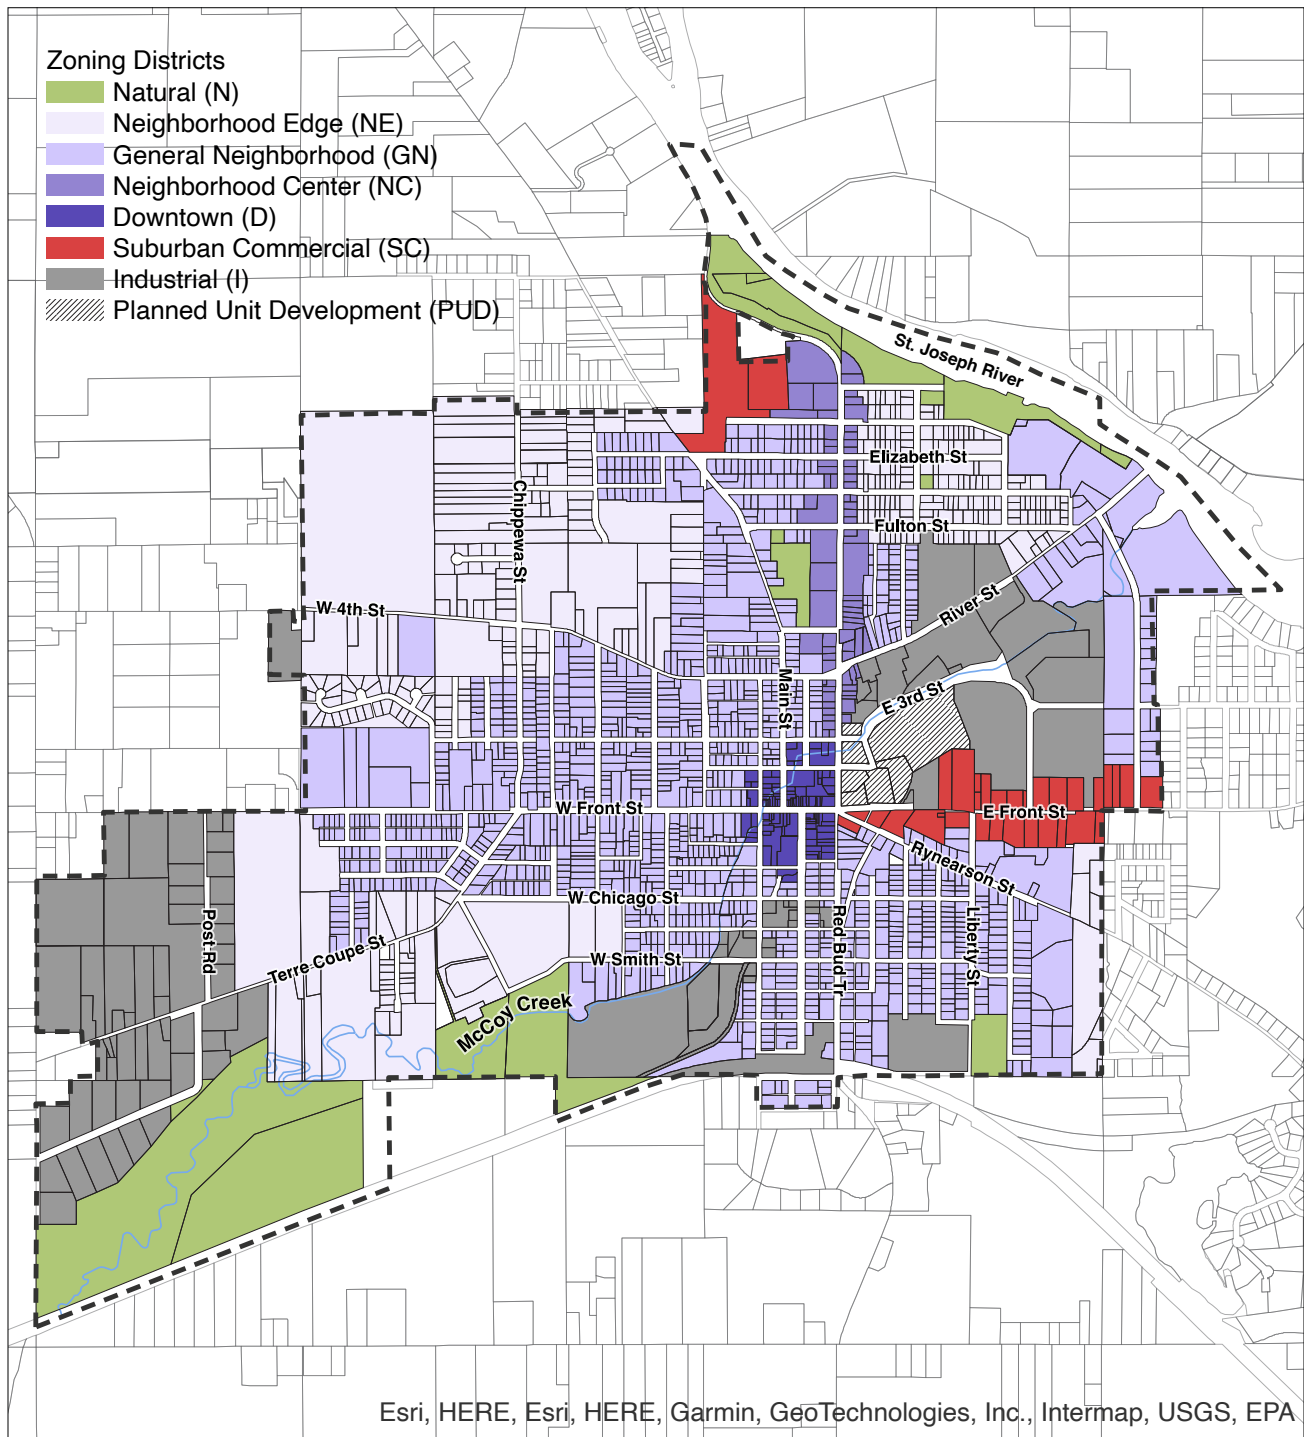 Zoning Districts
Natural (N)
Neighborhood Edge (NE)
General Neighborhood (GN)
Neighborhood Center (NC)
Downtown (D)
Suburban Commercial (SC)
Industrial (I)
Planned Unit Development (PUD)
St. Joseph River
Elizabeth St
Chippewa St
Fulton St
W 4th St
River St
Main St
E 3rd St
W Front St
E Front St
Rynearson St
W Chicago St
Post Rd
Red Bud Tr
Liberty St
Terre Coupe St
W Smith St
McCoy Creek
Esri, HERE, Esri, HERE, Garmin, GeoTechnologies, Inc., Intermap, USGS, EPA